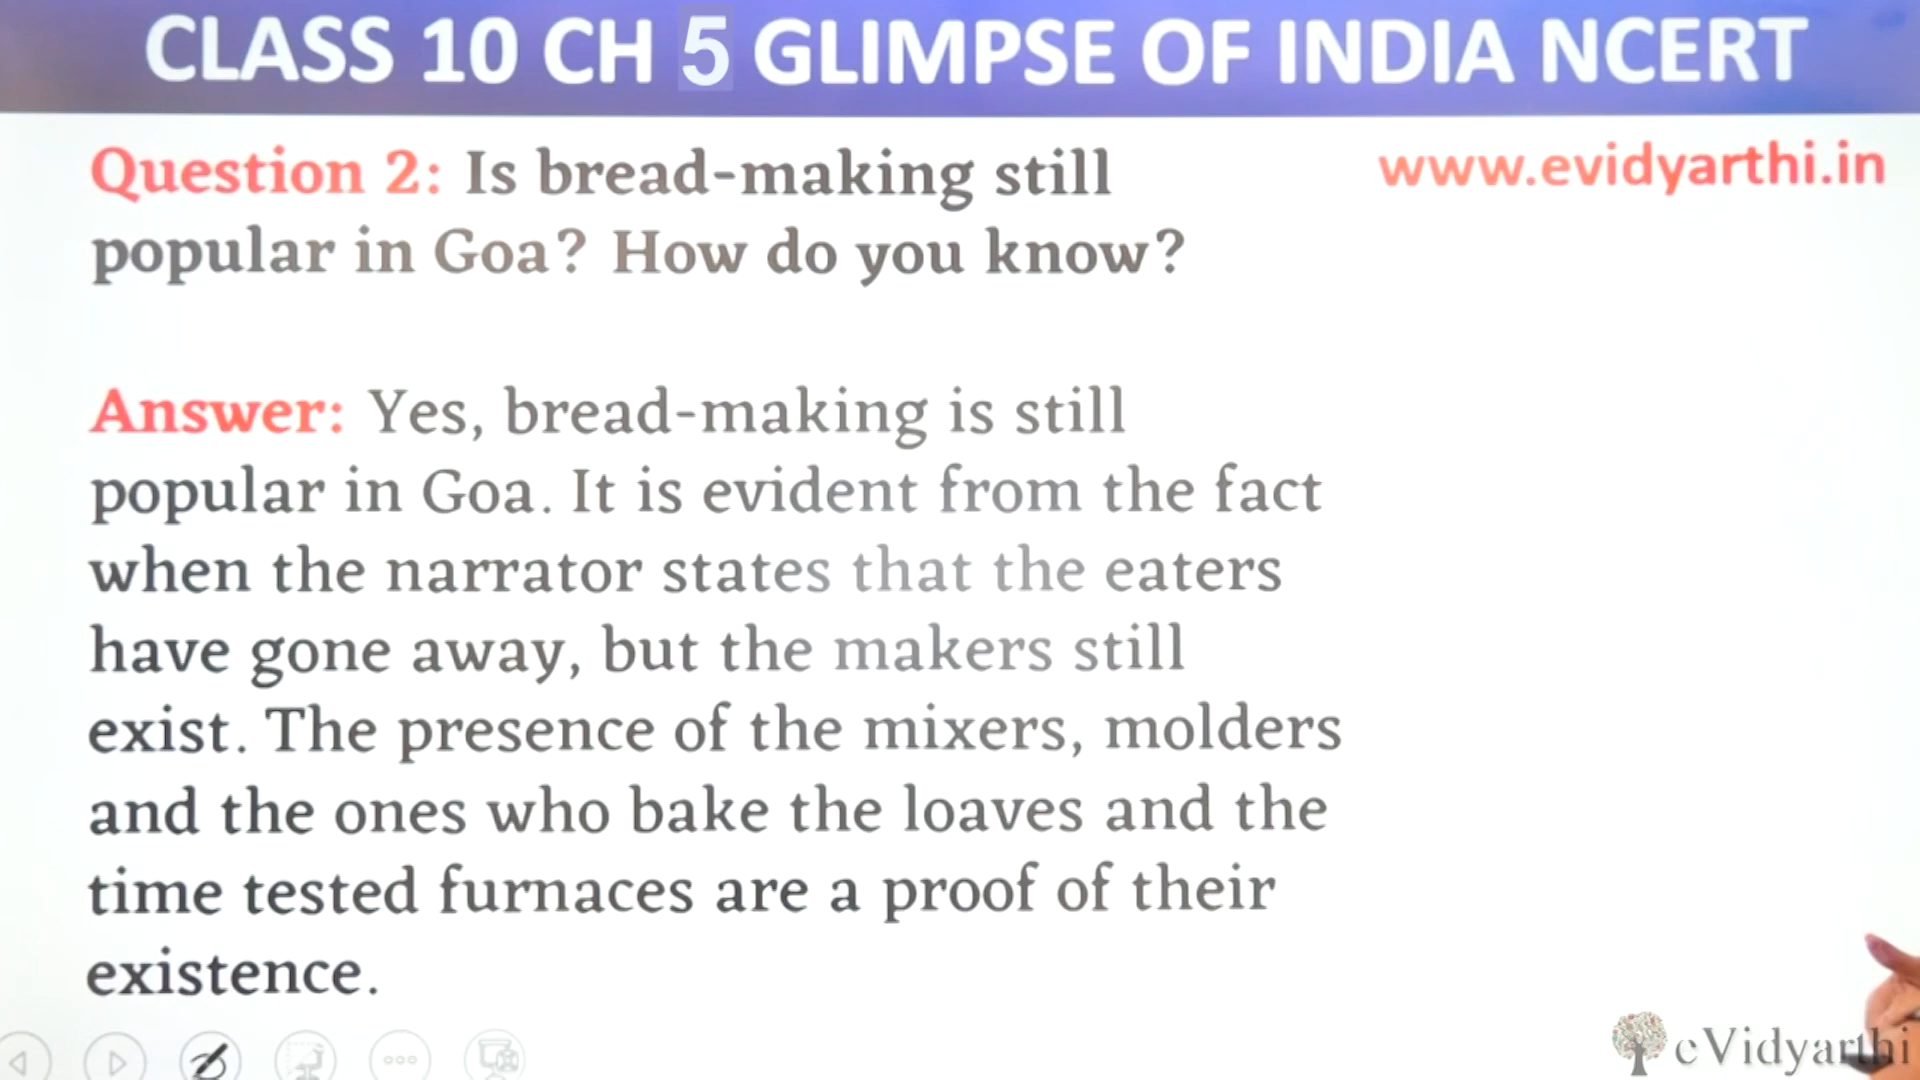 CLASS 10 CH 5 GLIMPSE OF INDIA NCERT
Question 2: Is bread-making still
www.evidyarthi.in
popular in Goa? How do you know?
Answer: Yes, bread-making is still
popular in Goa. It is evident from the fact
when the narrator states that the eaters
have gone away, but the makers still
exist. The presence of the mixers, molders
and the ones who bake the loaves and the
time tested furnaces are a proof of their
existence.
eVidyarthi